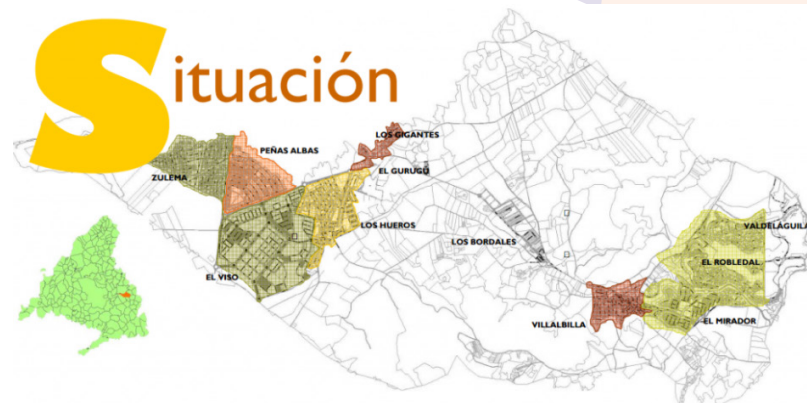 Situación
LOS GIGANTES
PEÑAS ALBAS
EL GURUGÚ
ZULEMA
LOS HUEROS
VALDELÁGUILA
LOS BORDALES
EL ROBLEDAL
EL VISO
VILLALBILLA
EL MIRADOR